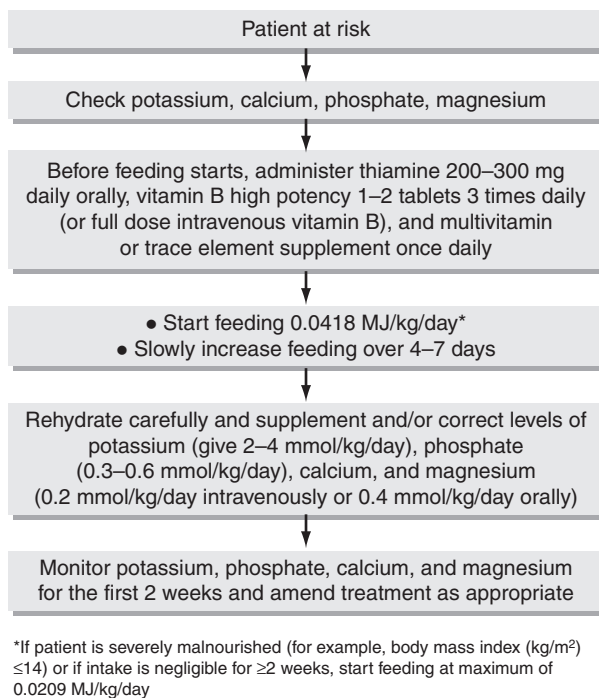 Patient at risk
Check potassium, calcium, phosphate, magnesium
Before feeding starts, administer thiamine 200–300 mg
daily orally, vitamin B high potency 1–2 tablets 3 times daily
(or full dose intravenous vitamin B), and multivitamin
or trace element supplement once daily
● Start feeding 0.0418 MJ/kg/day*
● Slowly increase feeding over 4–7 days
Rehydrate carefully and supplement and/or correct levels of
potassium (give 2–4 mmol/kg/day), phosphate
(0.3–0.6 mmol/kg/day), calcium, and magnesium
(0.2 mmol/kg/day intravenously or 0.4 mmol/kg/day orally)
Monitor potassium, phosphate, calcium, and magnesium
for the first 2 weeks and amend treatment as appropriate
*If patient is severely malnourished (for example, body mass index (kg/m²)
≤14) or if intake is negligible for ≥2 weeks, start feeding at maximum of
0.0209 MJ/kg/day